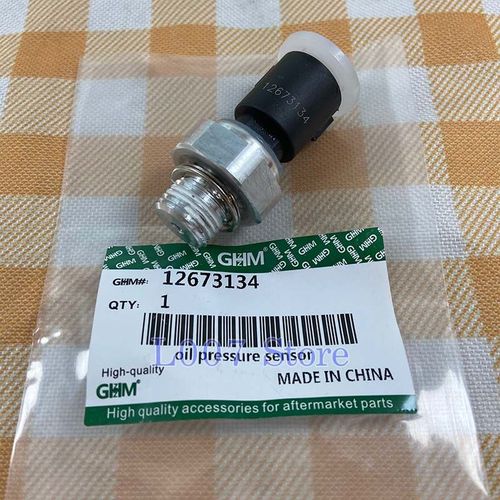 12673134
GHM
GHM#: 12673134
QTY: 1
oil pressure sensor
L007 Store
High-quality
GHM
MADE IN CHINA
High quality accessories for aftermarket parts